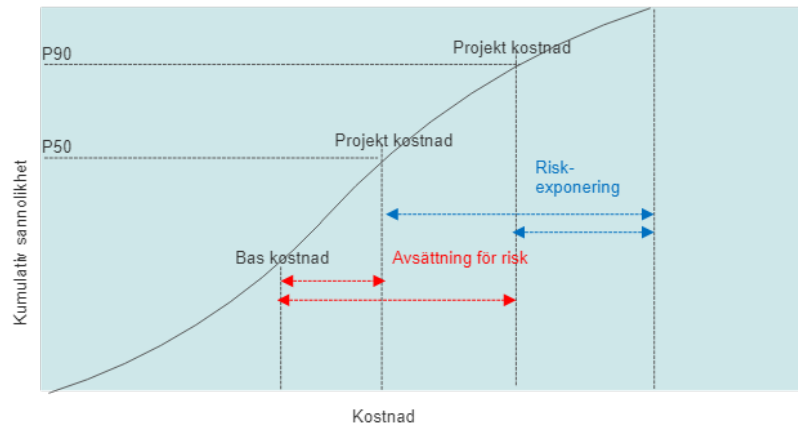 P90
Projekt kostnad
P50
Projekt kostnad
Risk-
exponering
Bas kostnad
Avsättning för risk
Kumulativ sannolikhet
Kostnad